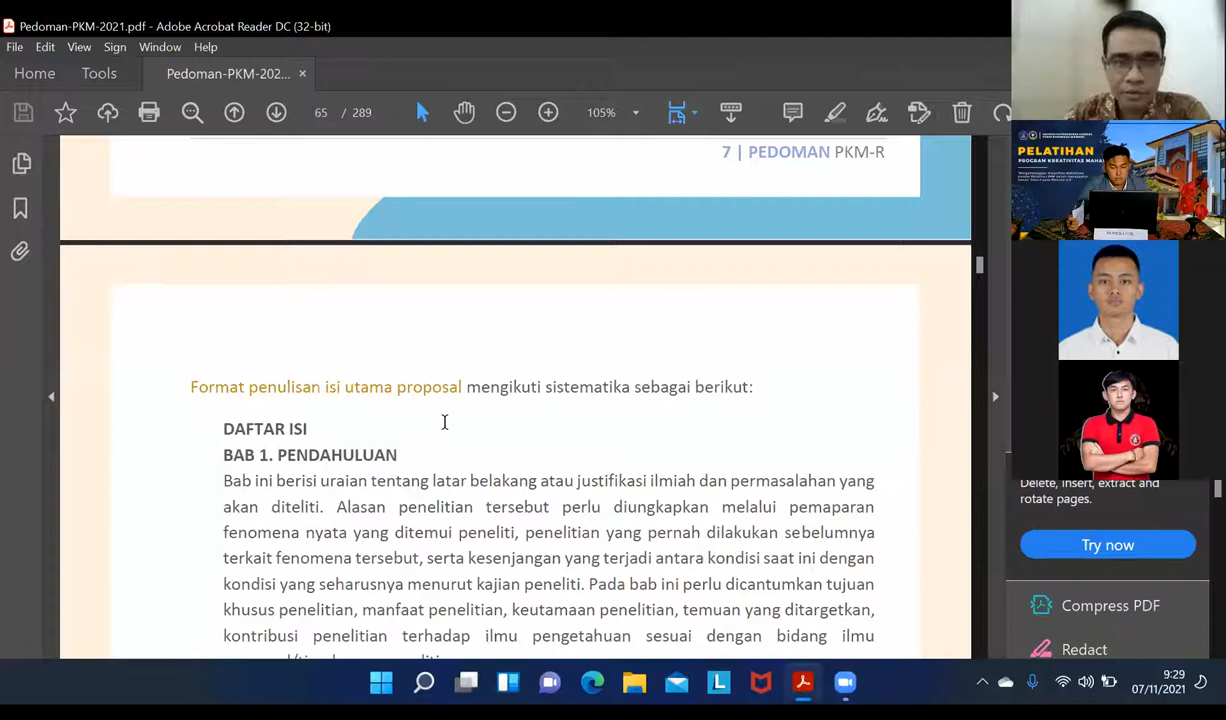 Pedoman-PKM-2021.pdf - Adobe Acrobat Reader DC (32-bit)
File Edit View Sign Window Help
Home Tools Pedoman-PKM-202... ×
65 / 289 105%
7 | PEDOMAN PKM-R
Format penulisan isi utama proposal mengikuti sistematika sebagai berikut:
DAFTAR ISI
BAB 1. PENDAHULUAN
Bab ini berisi uraian tentang latar belakang atau justifikasi ilmiah dan permasalahan yang
akan diteliti. Alasan penelitian tersebut perlu diungkapkan melalui pemaparan
fenomena nyata yang ditemui peneliti, penelitian yang pernah dilakukan sebelumnya
terkait fenomena tersebut, serta kesenjangan yang terjadi antara kondisi saat ini dengan
kondisi yang seharusnya menurut kajian peneliti. Pada bab ini perlu dicantumkan tujuan
khusus penelitian, manfaat penelitian, keutamaan penelitian, temuan yang ditargetkan,
kontribusi penelitian terhadap ilmu pengetahuan sesuai dengan bidang ilmu
PELATIHAN
PROGRAM KREATIVITAS MAHA
Delete, insert, extract and
rotate pages.
Try now
Compress PDF
Redact
9:29
07/11/2021